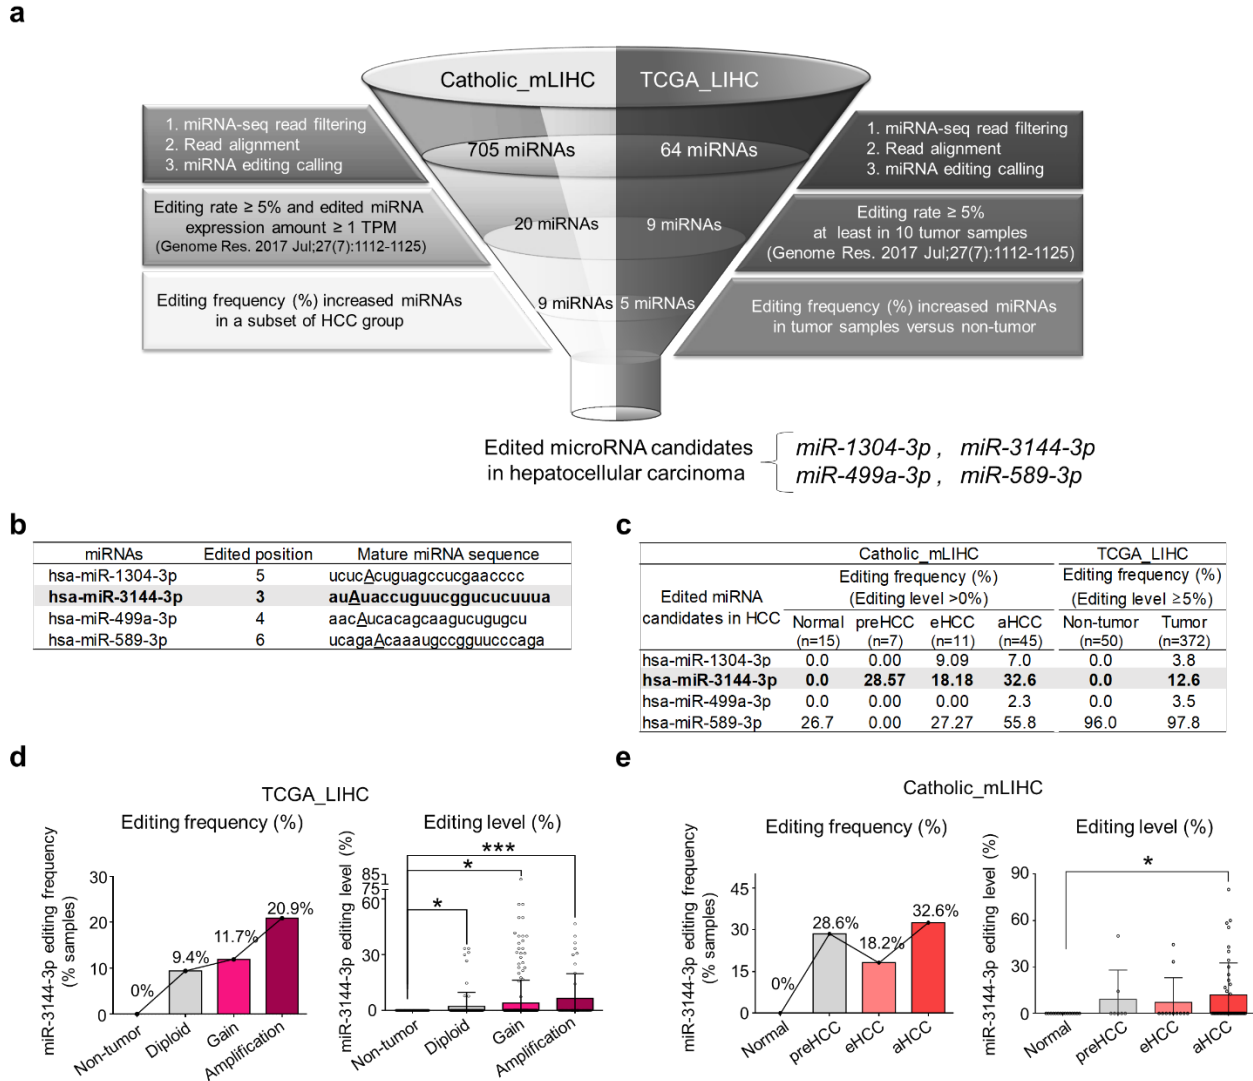 a
Catholic_mLIHC
TCGA_LIHC
1. miRNA-seq read filtering
2. Read alignment
3. miRNA editing calling
705 miRNAs
64 miRNAs
1. miRNA-seq read filtering
2. Read alignment
3. miRNA editing calling
Editing rate ≥ 5% and edited miRNA
expression amount ≥ 1 TPM
(Genome Res. 2017 Jul;27(7):1112-1125)
20 miRNAs
9 miRNAs
Editing rate ≥ 5%
at least in 10 tumor samples
(Genome Res. 2017 Jul;27(7):1112-1125)
Editing frequency (%) increased miRNAs
in a subset of HCC group
9 miRNAs
5 miRNAs
Editing frequency (%) increased miRNAs
in tumor samples versus non-tumor
Edited microRNA candidates
in hepatocellular carcinoma
miR-1304-3p , miR-3144-3p
miR-499a-3p , miR-589-3p
b
miRNAs Edited position Mature miRNA sequence
hsa-miR-1304-3p 5 ucucAcuguagccucgaacccc
hsa-miR-3144-3p 3 auAuaccuguucggucucuuua
hsa-miR-499a-3p 4 aacAucacagcaagucugugcu
hsa-miR-589-3p 6 ucagaAcaaaugccgguucccaga
c
Catholic_mLIHC TCGA_LIHC
Edited miRNA
candidates in HCC
Editing frequency (%)
(Editing level >0%)
Editing frequency (%)
(Editing level ≥5%)
Normal preHCC eHCC aHCC Non-tumor Tumor
(n=15) (n=7) (n=11) (n=45) (n=50) (n=372)
hsa-miR-1304-3p 0.0 0.00 9.09 7.0 0.0 3.8
hsa-miR-3144-3p 0.0 28.57 18.18 32.6 0.0 12.6
hsa-miR-499a-3p 0.0 0.00 0.00 2.3 0.0 3.5
hsa-miR-589-3p 26.7 0.00 27.27 55.8 96.0 97.8
d
TCGA_LIHC
Editing frequency (%)
miR-3144-3p editing frequency
(% samples)
30
20
10
0
0%
9.4%
11.7%
20.9%
Non-tumor
Diploid
Gain
Amplification
Editing level (%)
miR-3144-3p editing level (%)
85
75
60
30
0
***
*
*
Non-tumor
Diploid
Gain
Amplification
e
Catholic_mLIHC
Editing frequency (%)
miR-3144-3p editing frequency
(% samples)
45
30
15
0
0%
28.6%
18.2%
32.6%
Normal
preHCC
eHCC
aHCC
Editing level (%)
miR-3144-3p editing level (%)
90
60
30
0
*
Normal
preHCC
eHCC
aHCC